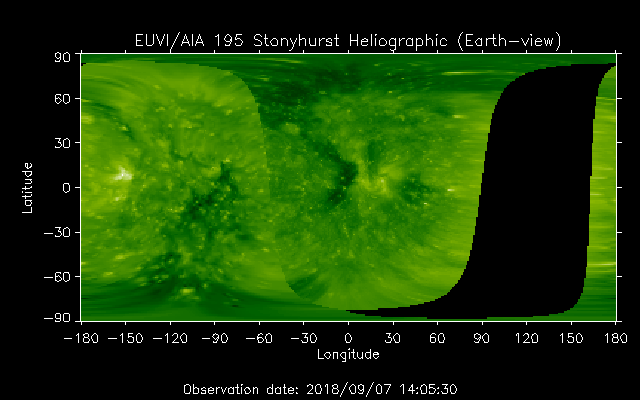 EUVI/AIA 195 Stonyhurst Heliographic (Earth-view)
90
60
30
0
-30
-60
-90
Latitude
-180 -150 -120 -90 -60 -30 0 30 60 90 120 150 180
Longitude
Observation date: 2018/09/07 14:05:30